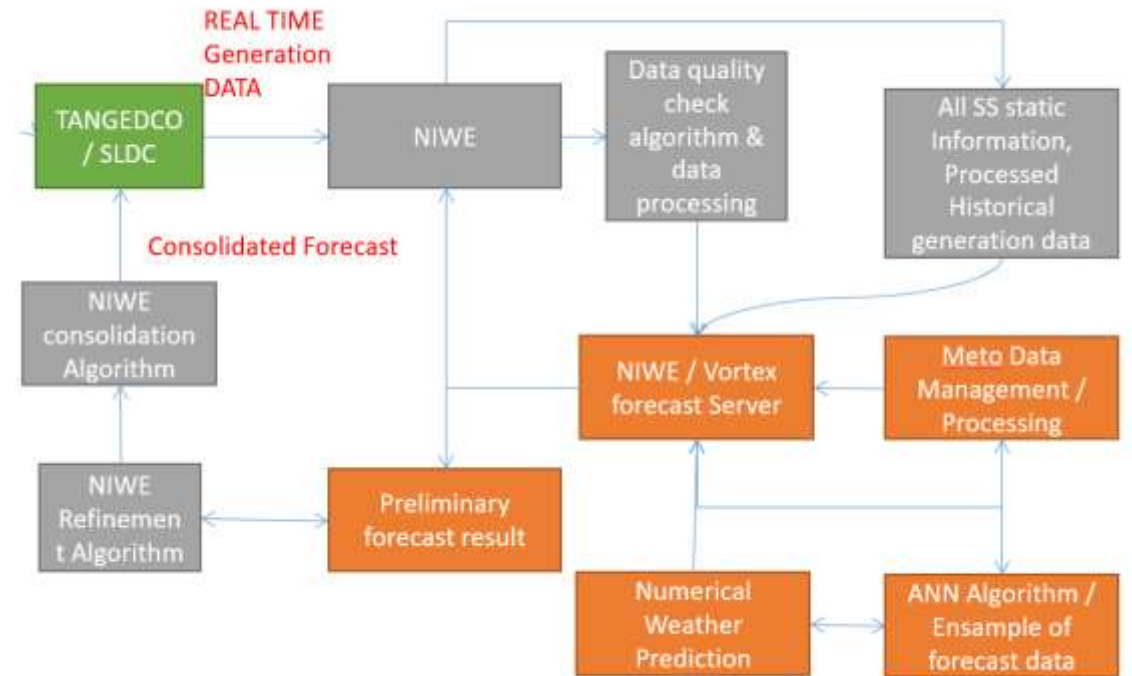 REAL TIME
Generation
DATA
TANGEDCO
/ SLDC
NIWE
Data quality
check
algorithm &
data
processing
All SS static
Information,
Processed
Historical
generation data
Consolidated Forecast
NIWE
consolidation
Algorithm
NIWE / Vortex
forecast Server
Meto Data
Management /
Processing
NIWE
Refinemen
t Algorithm
Preliminary
forecast result
Numerical
Weather
Prediction
ANN Algorithm /
Ensample of
forecast data